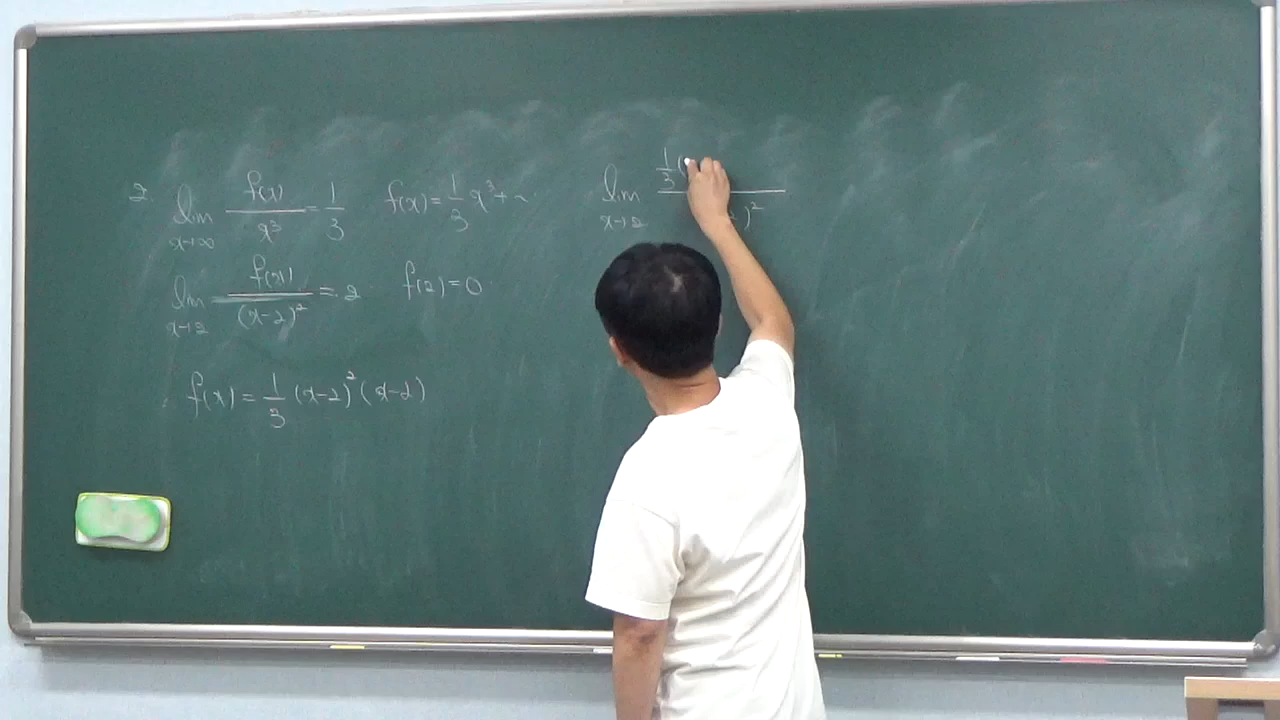 2. lim x→∞ f(x)/x³ = 1/3 f(x) = 1/3 x³ + ~
lim x→2 f(x)/(x-2)² = 2 f(2) = 0
f(x) = 1/3 (x-2)² (x-2)
lim x→2 1/3 ( / )²